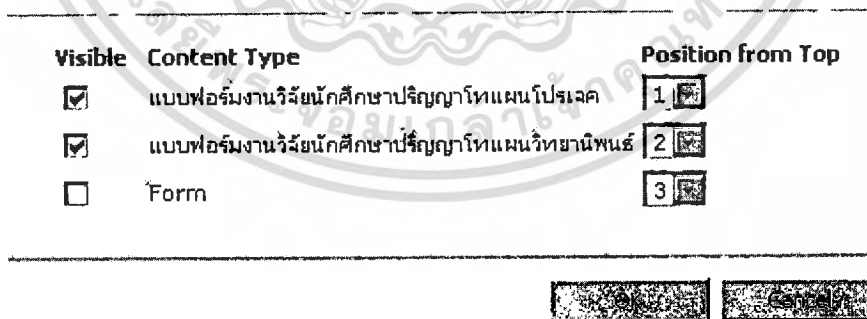 Visible Content Type Position from Top
แบบฟอร์มงานวิจัยนักศึกษาปริญญาโทแผนโปรเจค 1
แบบฟอร์มงานวิจัยนักศึกษาปริญญาโทแผนวิทยานิพนธ์ 2
Form 3
OK Cancel